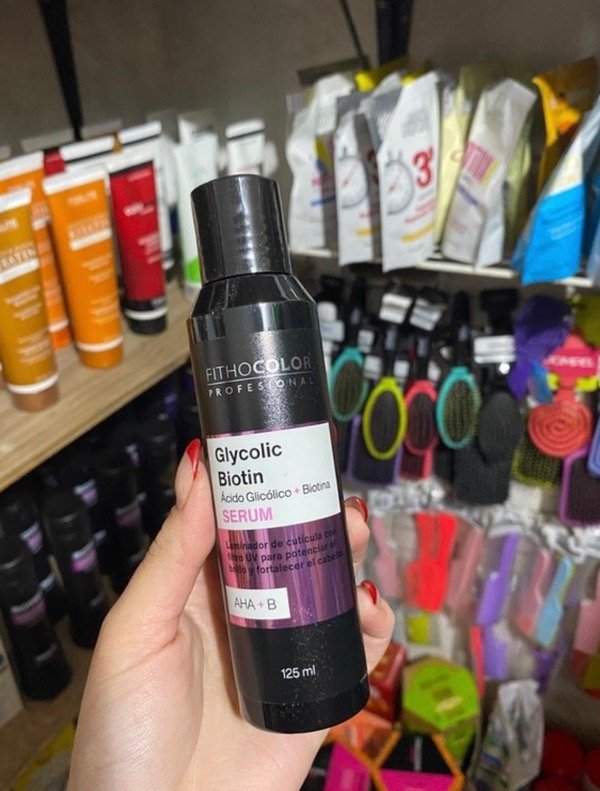 FITHOCOLOR
PROFESIONAL
Glycolic
Biotin
Ácido Glicólico + Biotina
SERUM
Laminador de cutícula con
filtro UV para potenciar el
brillo y fortalecer el cabello.
AHA + B
125 ml
3'